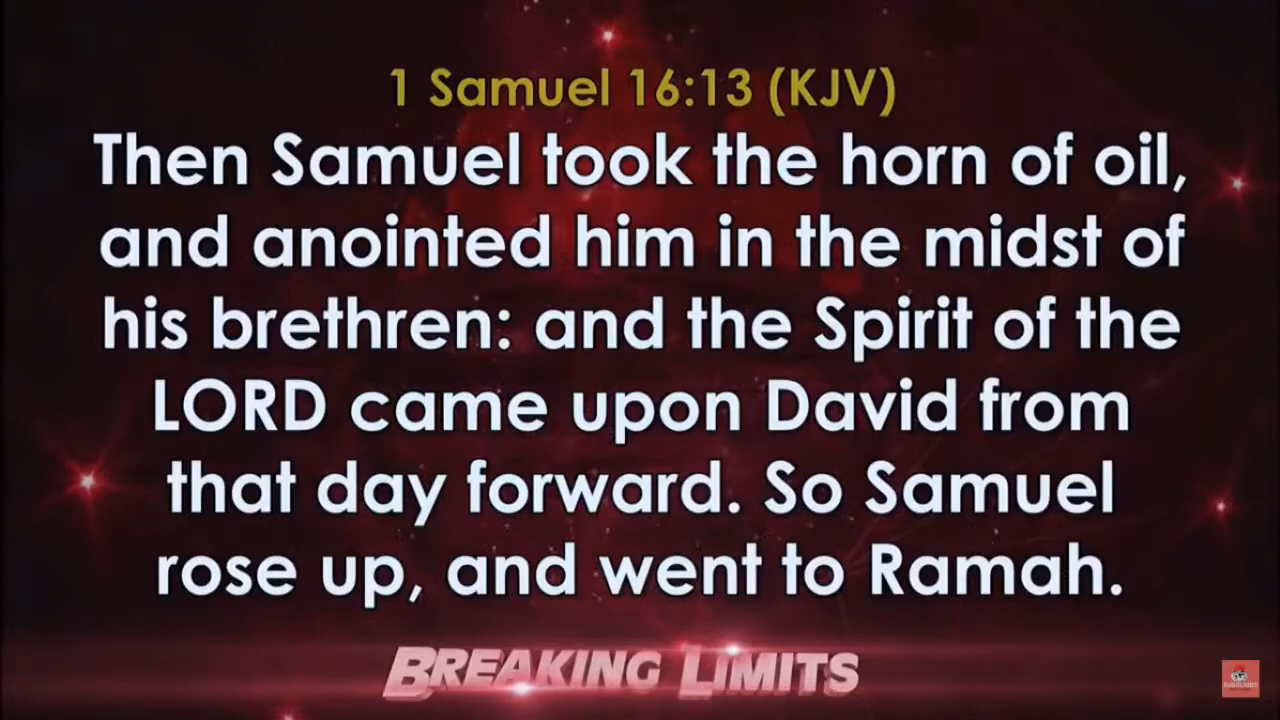 1 Samuel 16:13 (KJV)
Then Samuel took the horn of oil,
and anointed him in the midst of
his brethren: and the Spirit of the
LORD came upon David from
that day forward. So Samuel
rose up, and went to Ramah.
BREAKING LIMITS